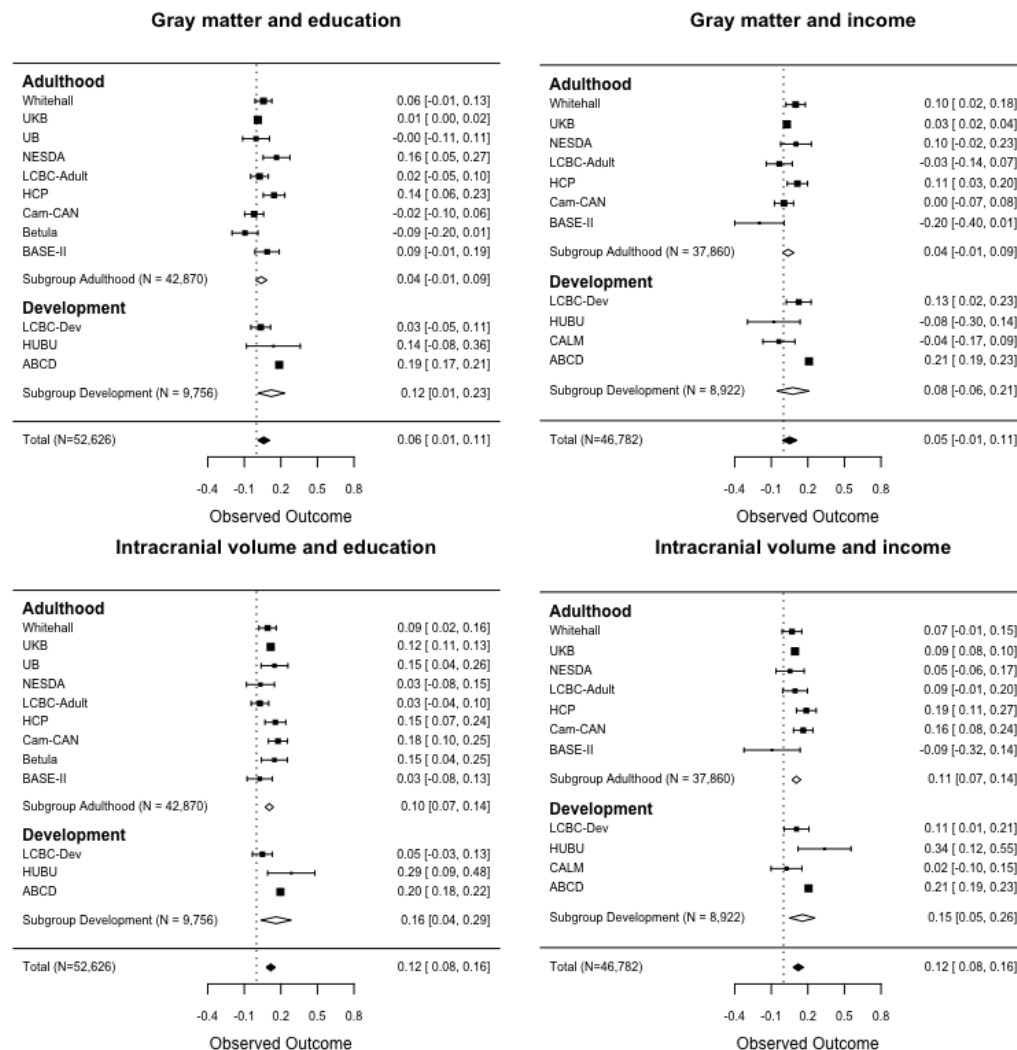 Gray matter and education
Adulthood
Whitehall 0.06 [-0.01, 0.13]
UKB 0.01 [ 0.00, 0.02]
UB -0.00 [-0.11, 0.11]
NESDA 0.16 [ 0.05, 0.27]
LCBC-Adult 0.02 [-0.05, 0.10]
HCP 0.14 [ 0.06, 0.23]
Cam-CAN -0.02 [-0.10, 0.06]
Betula -0.09 [-0.20, 0.01]
BASE-II 0.09 [-0.01, 0.19]
Subgroup Adulthood (N = 42,870) 0.04 [-0.01, 0.09]
Development
LCBC-Dev 0.03 [-0.05, 0.11]
HUBU 0.14 [-0.08, 0.36]
ABCD 0.19 [ 0.17, 0.21]
Subgroup Development (N = 9,756) 0.12 [0.01, 0.23]
Total (N=52,626) 0.06 [ 0.01, 0.11]
-0.4 -0.1 0.2 0.5 0.8
Observed Outcome
Gray matter and income
Adulthood
Whitehall 0.10 [ 0.02, 0.18]
UKB 0.03 [ 0.02, 0.04]
NESDA 0.10 [-0.02, 0.23]
LCBC-Adult -0.03 [-0.14, 0.07]
HCP 0.11 [ 0.03, 0.20]
Cam-CAN 0.00 [-0.07, 0.08]
BASE-II -0.20 [-0.40, 0.01]
Subgroup Adulthood (N = 37,860) 0.04 [-0.01, 0.09]
Development
LCBC-Dev 0.13 [ 0.02, 0.23]
HUBU -0.08 [-0.30, 0.14]
CALM -0.04 [-0.17, 0.09]
ABCD 0.21 [ 0.19, 0.23]
Subgroup Development (N = 8,922) 0.08 [-0.06, 0.21]
Total (N=46,782) 0.05 [-0.01, 0.11]
-0.4 -0.1 0.2 0.5 0.8
Observed Outcome
Intracranial volume and education
Adulthood
Whitehall 0.09 [ 0.02, 0.16]
UKB 0.12 [ 0.11, 0.13]
UB 0.15 [ 0.04, 0.26]
NESDA 0.03 [-0.08, 0.15]
LCBC-Adult 0.03 [-0.04, 0.10]
HCP 0.15 [ 0.07, 0.24]
Cam-CAN 0.18 [ 0.10, 0.25]
Betula 0.15 [ 0.04, 0.25]
BASE-II 0.03 [-0.08, 0.13]
Subgroup Adulthood (N = 42,870) 0.10 [0.07, 0.14]
Development
LCBC-Dev 0.05 [-0.03, 0.13]
HUBU 0.29 [ 0.09, 0.48]
ABCD 0.20 [ 0.18, 0.22]
Subgroup Development (N = 9,756) 0.16 [0.04, 0.29]
Total (N=52,626) 0.12 [ 0.08, 0.16]
-0.4 -0.1 0.2 0.5 0.8
Observed Outcome
Intracranial volume and income
Adulthood
Whitehall 0.07 [-0.01, 0.15]
UKB 0.09 [ 0.08, 0.10]
NESDA 0.05 [-0.06, 0.17]
LCBC-Adult 0.09 [-0.01, 0.20]
HCP 0.19 [ 0.11, 0.27]
Cam-CAN 0.16 [ 0.08, 0.24]
BASE-II -0.09 [-0.32, 0.14]
Subgroup Adulthood (N = 37,860) 0.11 [0.07, 0.14]
Development
LCBC-Dev 0.11 [ 0.01, 0.21]
HUBU 0.34 [ 0.12, 0.55]
CALM 0.02 [-0.10, 0.15]
ABCD 0.21 [ 0.19, 0.23]
Subgroup Development (N = 8,922) 0.15 [0.05, 0.26]
Total (N=46,782) 0.12 [ 0.08, 0.16]
-0.4 -0.1 0.2 0.5 0.8
Observed Outcome